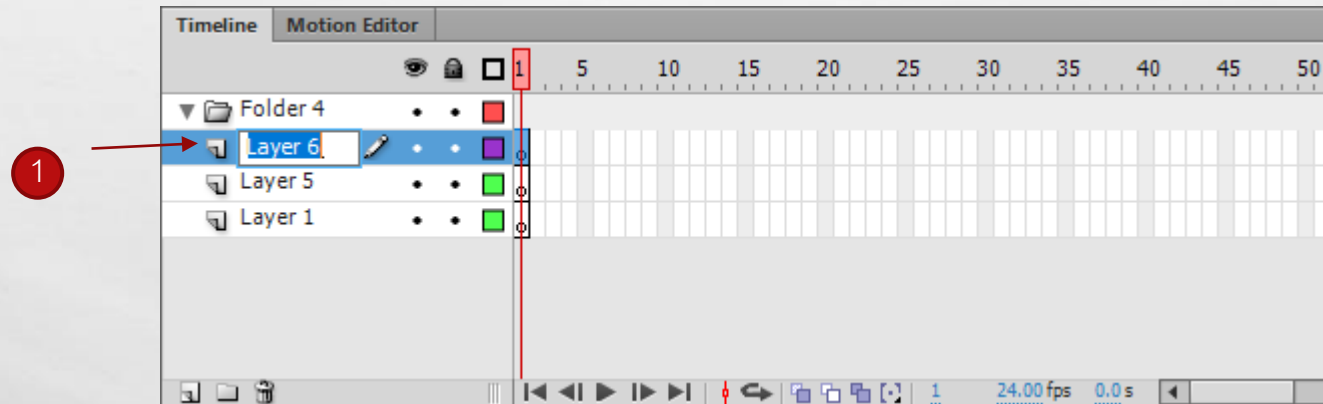 Timeline Motion Editor
1 5 10 15 20 25 30 35 40 45 50
Folder 4
1
Layer 6
Layer 5
Layer 1
1 24.00 fps 0.0 s